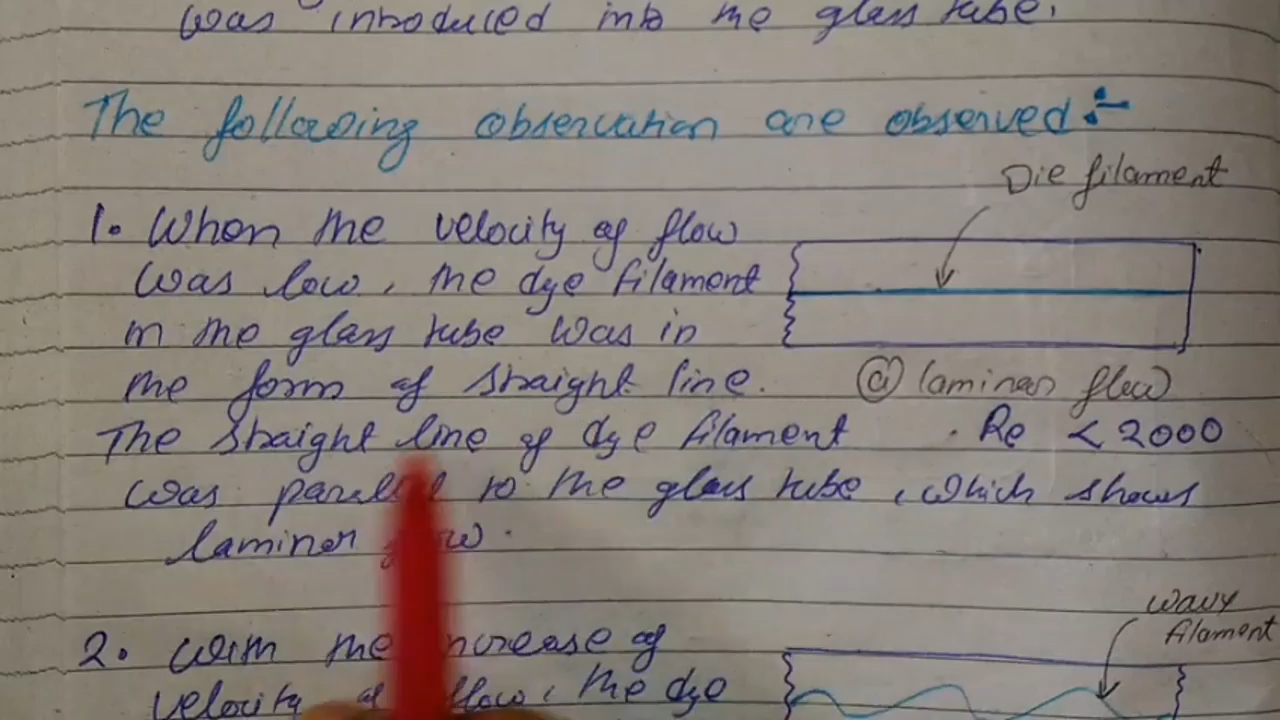 was introduced into the glass tube.
The following observation are observed :-
Die filament
1. When the velocity of flow
was low, the dye filament
in the glass tube was in
the form of straight line.
@ laminar flow
The straight line of dye filament
Re < 2000
was parallel to the glass tube, which shows
laminar
wavy
filament
2. With the increase of
velocity of flow, the dye